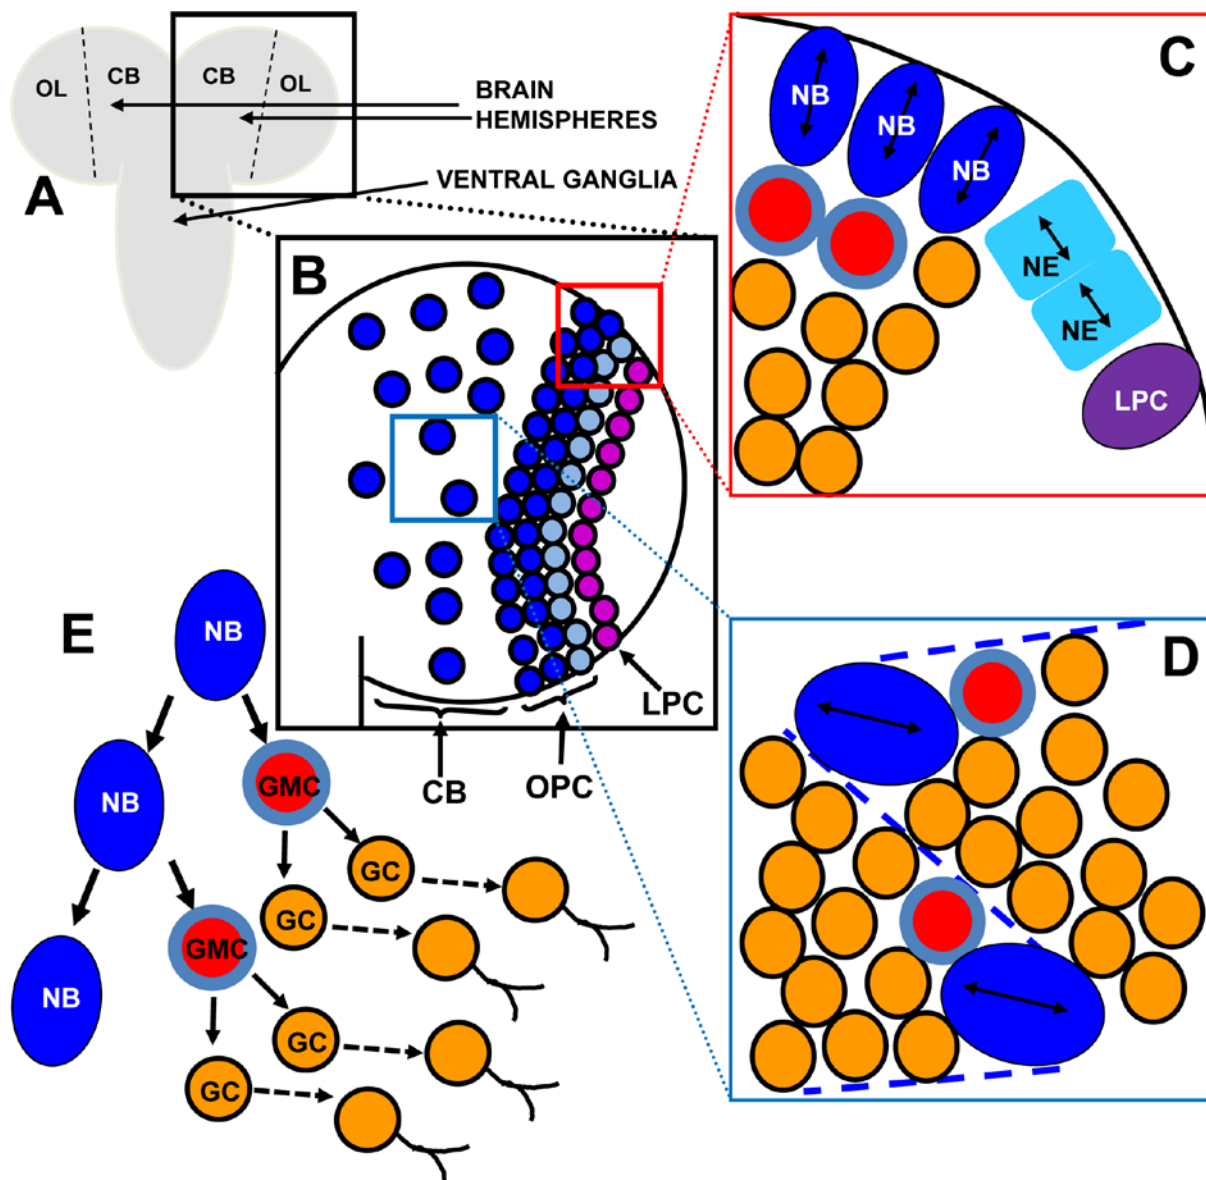 A
OL
CB
CB
OL
BRAIN
HEMISPHERES
VENTRAL GANGLIA
B
CB
OPC
LPC
C
NB
NB
NB
NE
NE
LPC
D
E
NB
NB
GMC
GC
GC
NB
GMC
GC
GC